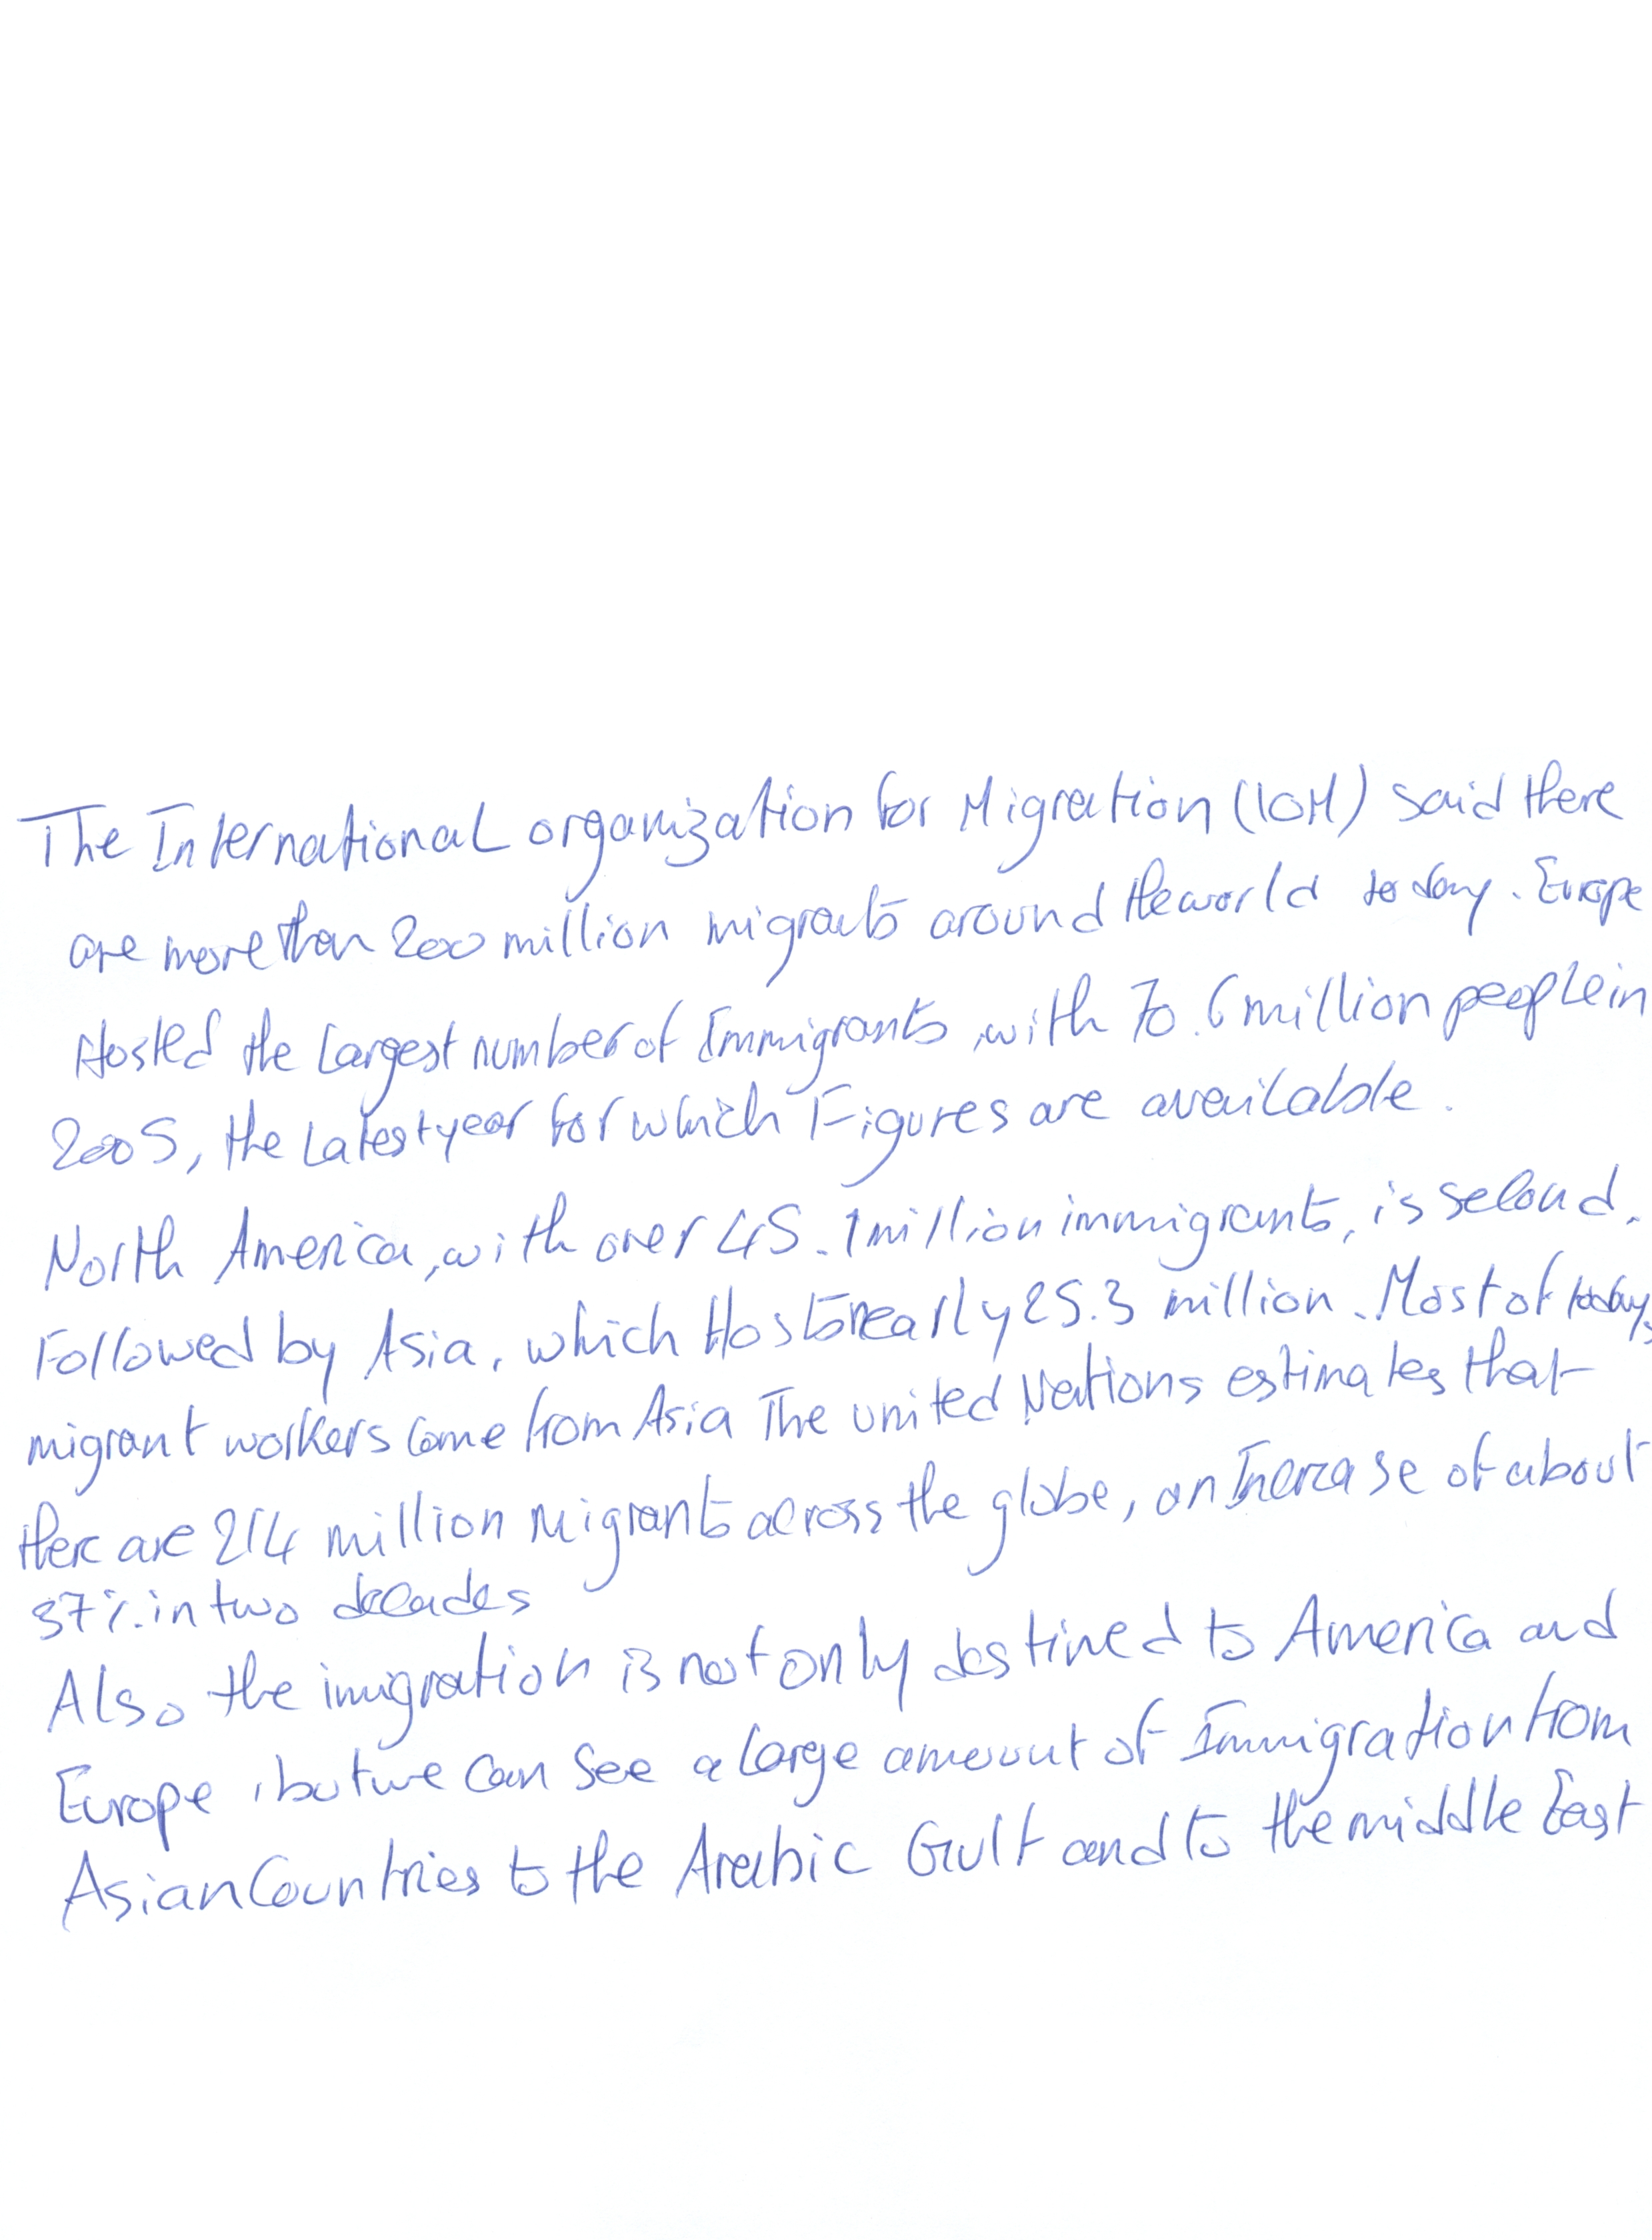 The International organization for Migration (IOM) said there
are more than 200 million migrants around the world today. Europe
Hosted the largest number of Immigrants, with 70.6 million people in
2005, the latest year for which Figures are available.
North America, with over 45.1 million immigrants, is second.
Followed by Asia, which Hosts nearly 25.3 million. Most of todays
migrant workers come from Asia The united Nations estimates that
there are 214 million migrants across the globe, an Increase of about
37% in two decades
Also the imigration is not only destined to America and
Europe, but we can see a large amount of Immigration from
Asian Countries to the Arabic Gulf and to the middle East